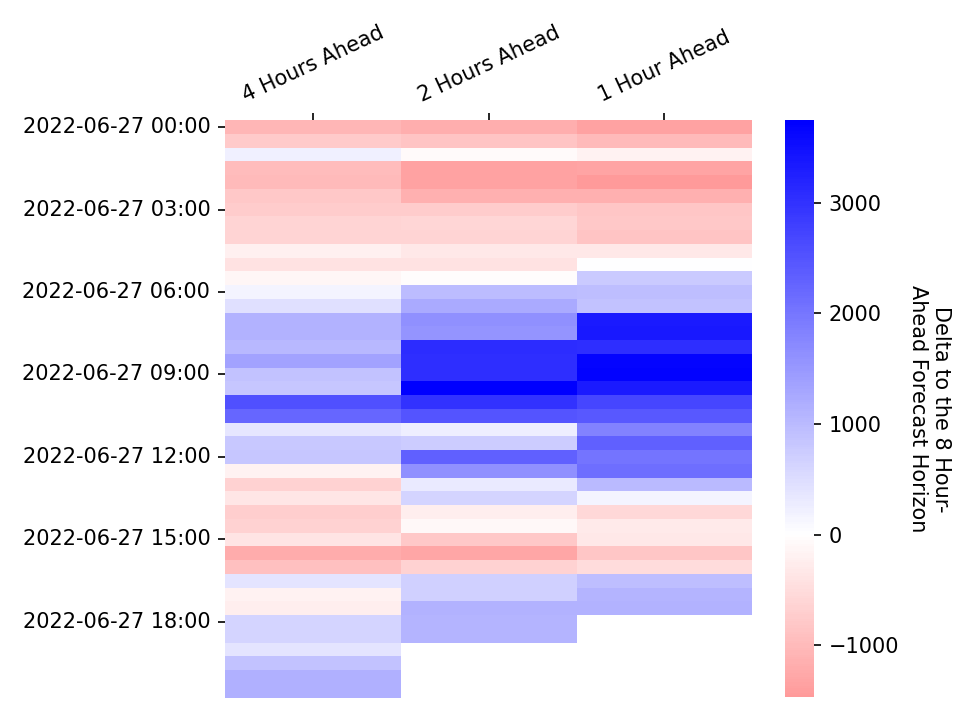 4 Hours Ahead
2 Hours Ahead
1 Hour Ahead
2022-06-27 00:00
2022-06-27 03:00
2022-06-27 06:00
2022-06-27 09:00
2022-06-27 12:00
2022-06-27 15:00
2022-06-27 18:00
3000
2000
1000
0
−1000
Delta to the 8 Hour-
Ahead Forecast Horizon